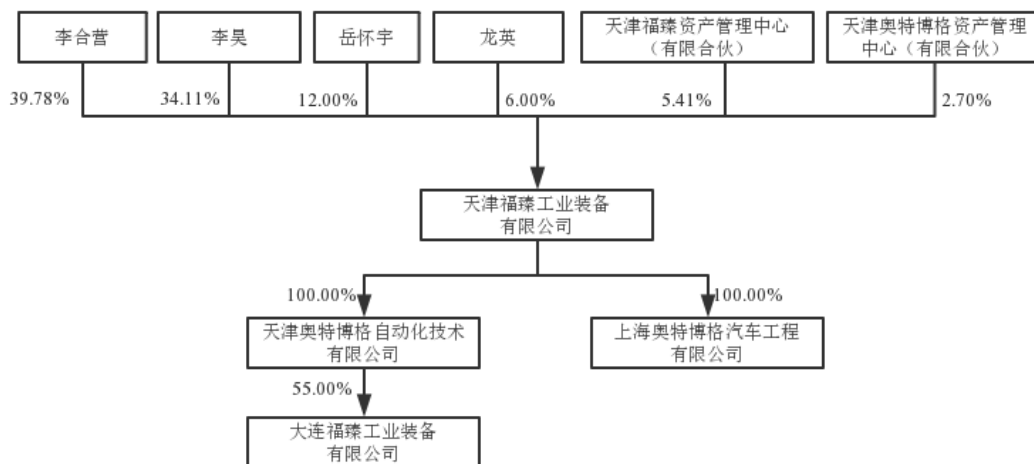 李合营
李昊
岳怀宇
龙英
天津福臻资产管理中心
（有限合伙）
天津奥特博格资产管理
中心（有限合伙）
39.78%
34.11%
12.00%
6.00%
5.41%
2.70%
天津福臻工业装备
有限公司
100.00%
100.00%
天津奥特博格自动化技术
有限公司
上海奥特博格汽车工程
有限公司
55.00%
大连福臻工业装备
有限公司